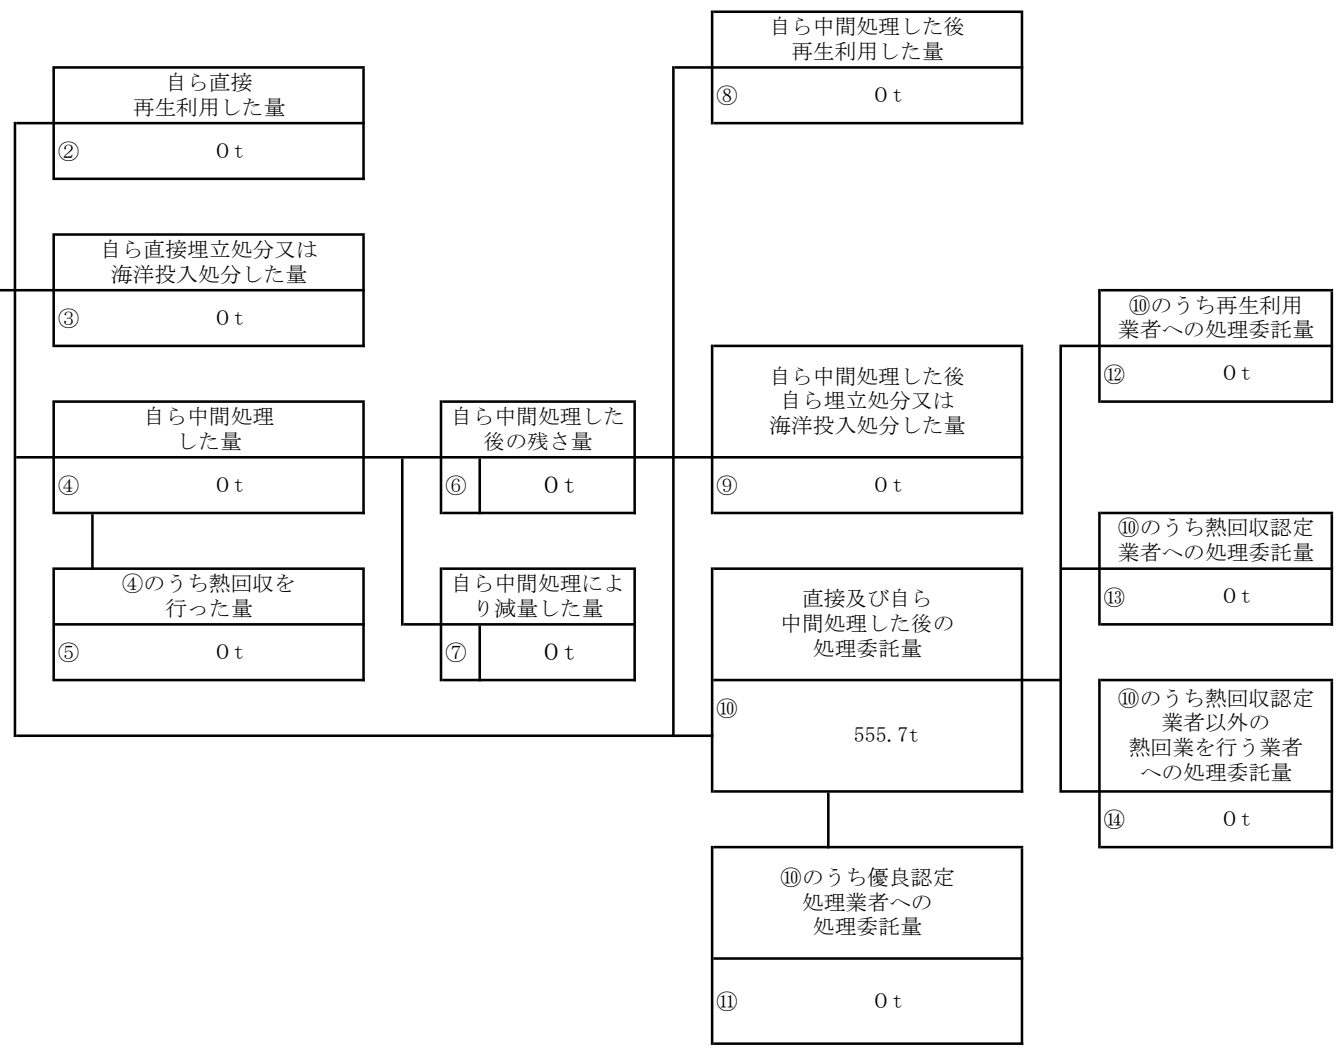 自ら直接
再生利用した量
② 0t
自ら直接埋立処分又は
海洋投入処分した量
③ 0t
自ら中間処理
した量
④ 0t
④のうち熱回収を
行った量
⑤ 0t
自ら中間処理した
後の残さ量
⑥ 0t
自ら中間処理によ
り減量した量
⑦ 0t
自ら中間処理した後
再生利用した量
⑧ 0t
自ら中間処理した後
自ら埋立処分又は
海洋投入処分した量
⑨ 0t
直接及び自ら
中間処理した後の
処理委託量
⑩
555.7t
⑩のうち優良認定
処理業者への
処理委託量
⑪ 0t
⑩のうち再生利用
業者への処理委託量
⑫ 0t
⑩のうち熱回収認定
業者への処理委託量
⑬ 0t
⑩のうち熱回収認定
業者以外の
熱回業を行う業者
への処理委託量
⑭ 0t